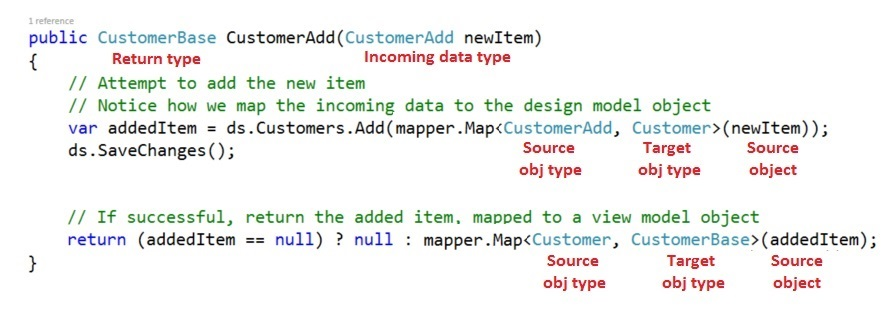 1 reference
public CustomerBase CustomerAdd(CustomerAdd newItem)
Return type Incoming data type
{
// Attempt to add the new item
// Notice how we map the incoming data to the design model object
var addedItem = ds.Customers.Add(mapper.Map<CustomerAdd, Customer>(newItem));
ds.SaveChanges();
Source Target Source
obj type obj type object
// If successful, return the added item, mapped to a view model object
return (addedItem == null) ? null : mapper.Map<Customer, CustomerBase>(addedItem);
}
Source Target Source
obj type obj type object